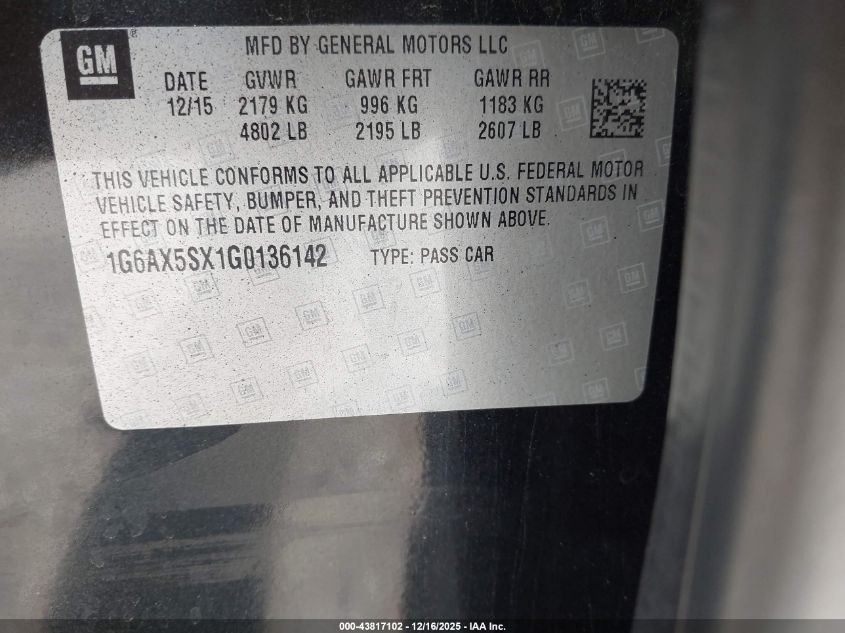 GM
MFD BY GENERAL MOTORS LLC
DATE GVWR GAWR FRT GAWR RR
12/15 2179 KG 996 KG 1183 KG
4802 LB 2195 LB 2607 LB
THIS VEHICLE CONFORMS TO ALL APPLICABLE U.S. FEDERAL MOTOR
VEHICLE SAFETY, BUMPER, AND THEFT PREVENTION STANDARDS IN
EFFECT ON THE DATE OF MANUFACTURE SHOWN ABOVE.
1G6AX5SX1G0136142 TYPE: PASS CAR
000-43817102 - 12/16/2025 - IAA Inc.